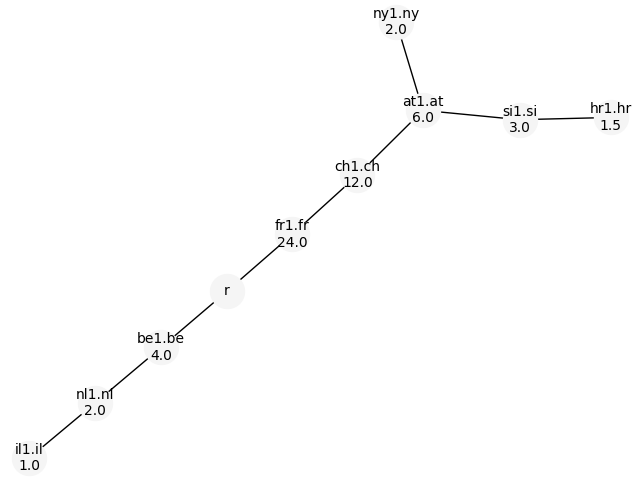 ny1.ny
2.0
at1.at
6.0
si1.si
3.0
hr1.hr
1.5
ch1.ch
12.0
fr1.fr
24.0
r
be1.be
4.0
nl1.nl
2.0
il1.il
1.0